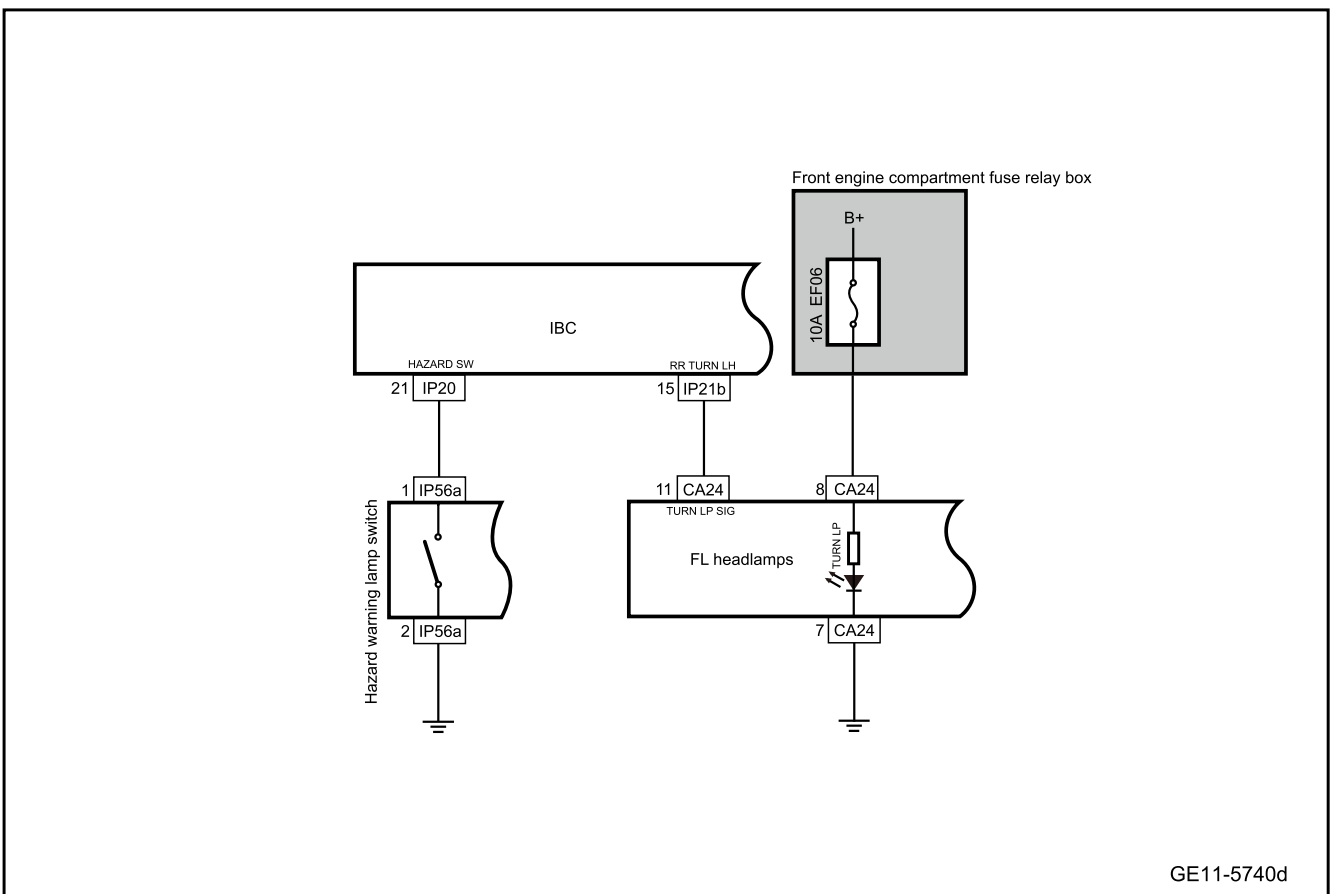 Front engine compartment fuse relay box
B+
10A EF06
IBC
HAZARD SW
RR TURN LH
21 IP20
15 IP21b
1 IP56a
11 CA24
8 CA24
TURN LP SIG
Hazard warning lamp switch
FL headlamps
TURN LP
2 IP56a
7 CA24
GE11-5740d